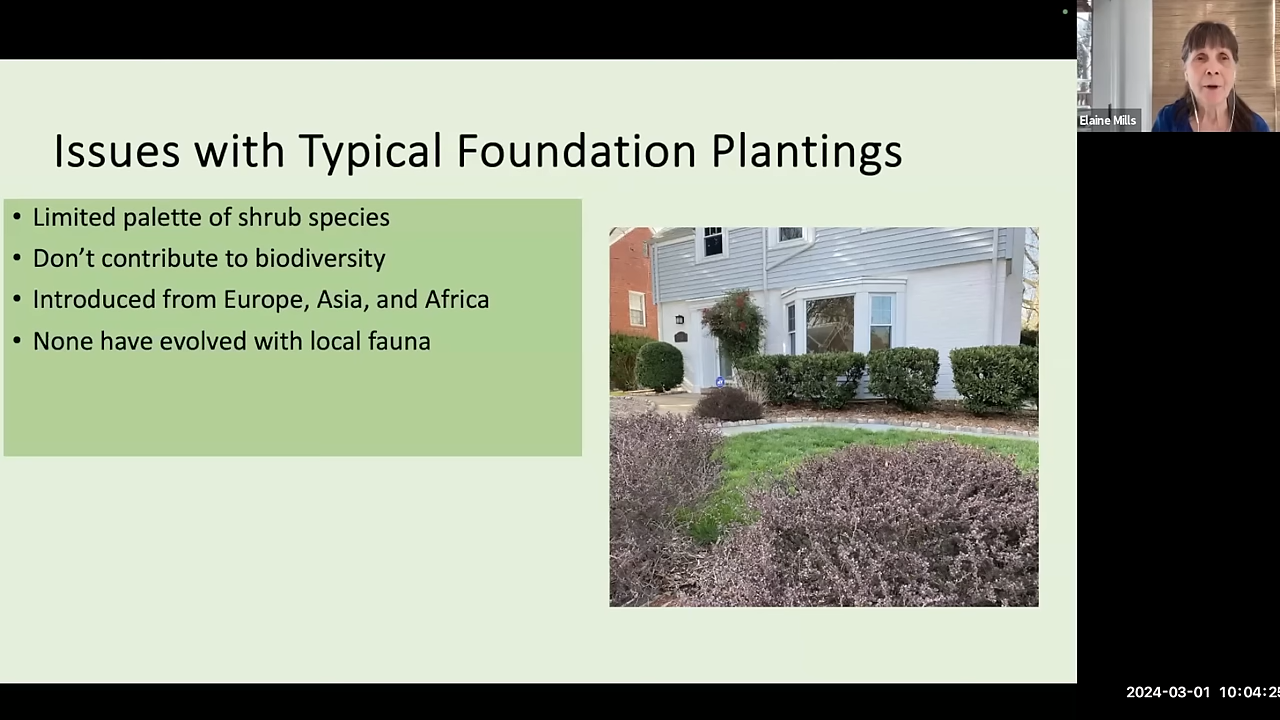 Issues with Typical Foundation Plantings
• Limited palette of shrub species
• Don’t contribute to biodiversity
• Introduced from Europe, Asia, and Africa
• None have evolved with local fauna
Elaine Mills
2024-03-01 10:04:25